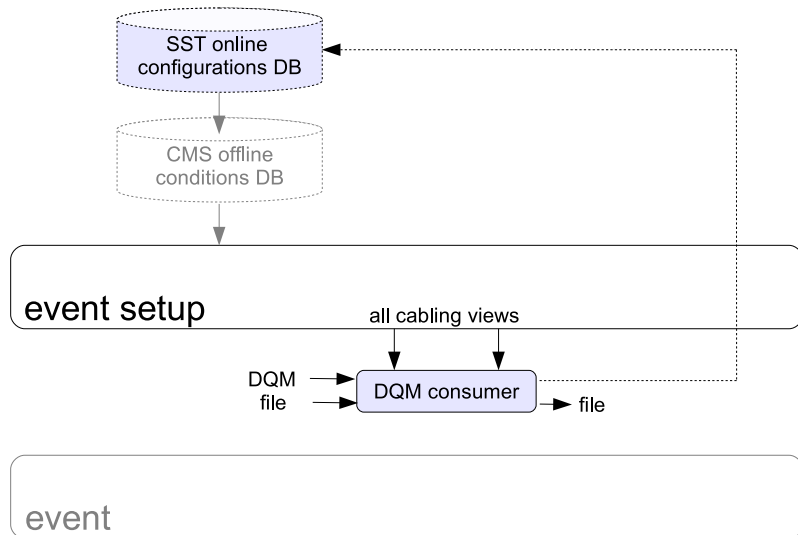 SST online
configurations DB
CMS offline
conditions DB
event setup
all cabling views
DQM
file
DQM consumer
file
event